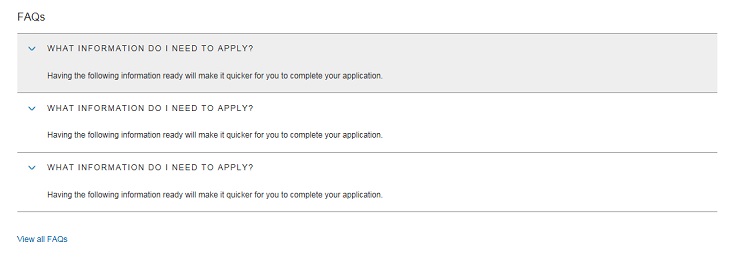 FAQs
WHAT INFORMATION DO I NEED TO APPLY?
Having the following information ready will make it quicker for you to complete your application.
WHAT INFORMATION DO I NEED TO APPLY?
Having the following information ready will make it quicker for you to complete your application.
WHAT INFORMATION DO I NEED TO APPLY?
Having the following information ready will make it quicker for you to complete your application.
View all FAQs